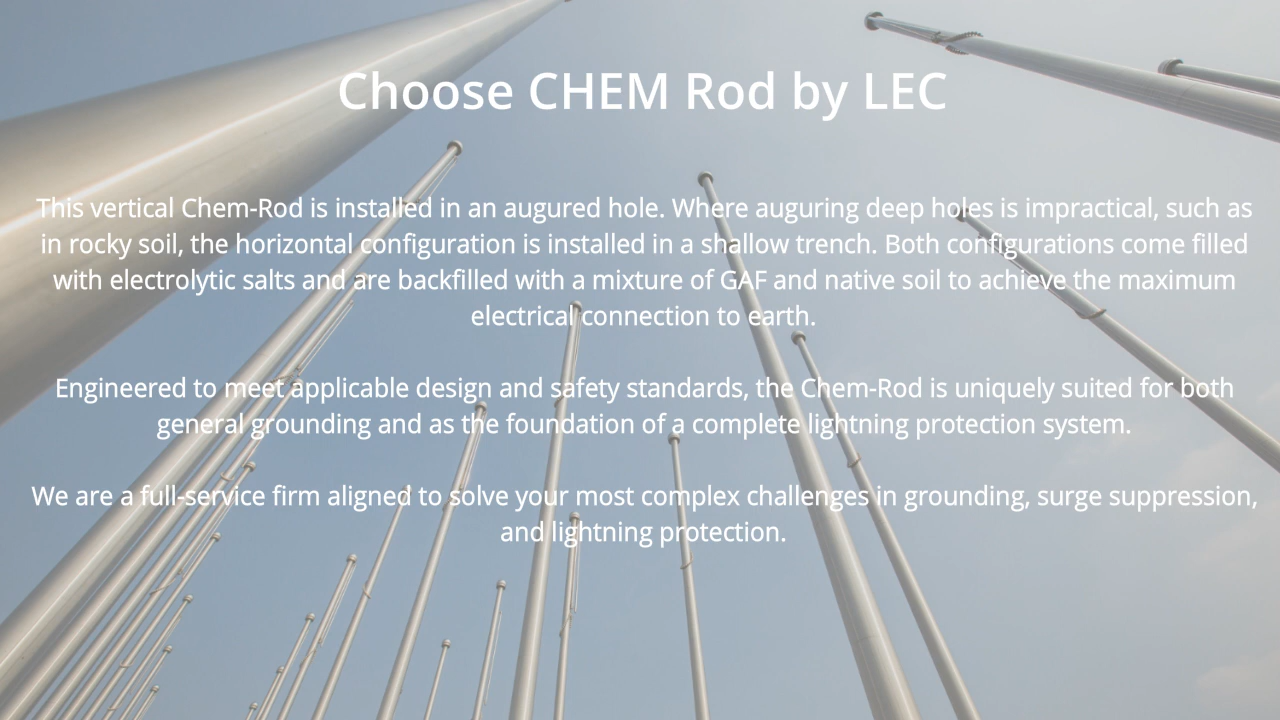 Choose CHEM Rod by LEC
This vertical Chem-Rod is installed in an augured hole. Where auguring deep holes is impractical, such as
in rocky soil, the horizontal configuration is installed in a shallow trench. Both configurations come filled
with electrolytic salts and are backfilled with a mixture of GAF and native soil to achieve the maximum
electrical connection to earth.
Engineered to meet applicable design and safety standards, the Chem-Rod is uniquely suited for both
general grounding and as the foundation of a complete lightning protection system.
We are a full-service firm aligned to solve your most complex challenges in grounding, surge suppression,
and lightning protection.